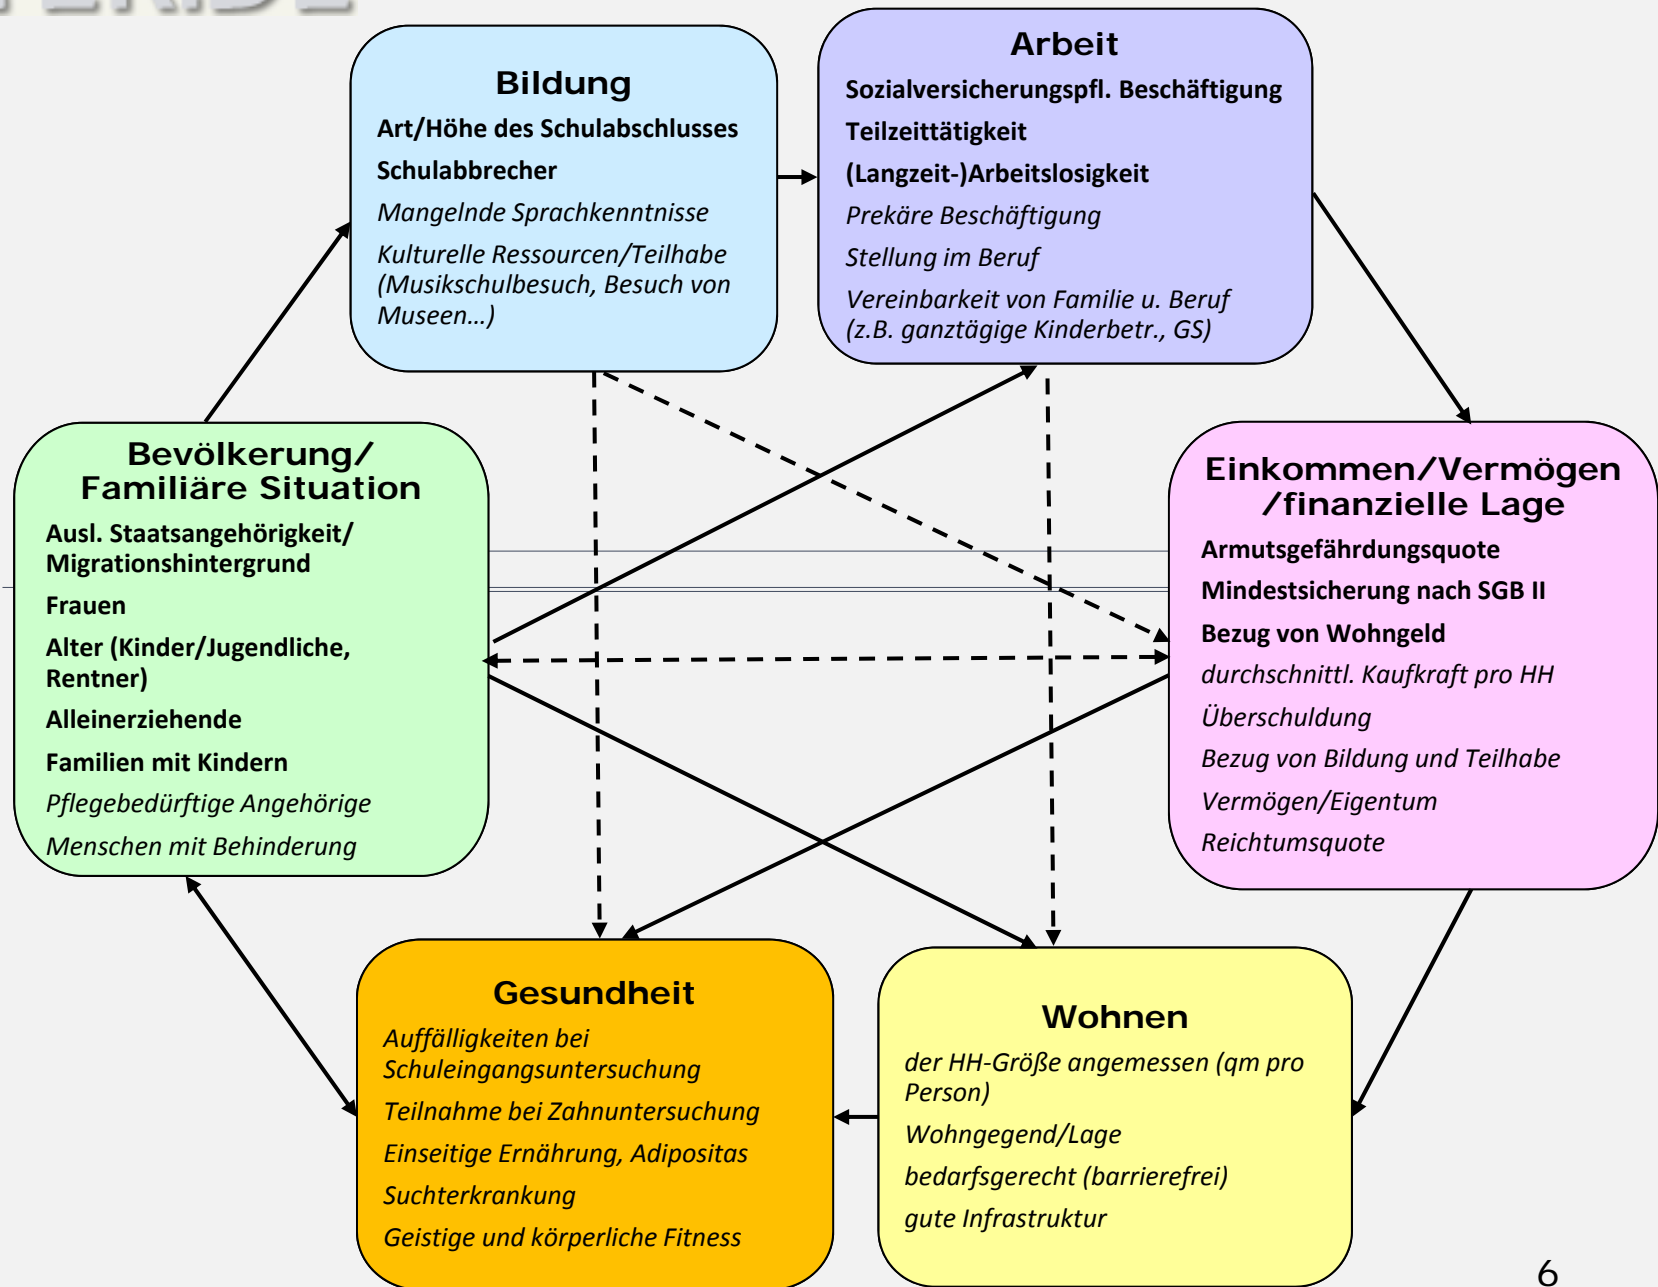 Bildung
Art/Höhe des Schulabschlusses
Schulabbrecher
Mangelnde Sprachkenntnisse
Kulturelle Ressourcen/Teilhabe
(Musikschulbesuch, Besuch von
Museen…)
Arbeit
Sozialversicherungspfl. Beschäftigung
Teilzeittätigkeit
(Langzeit-)Arbeitslosigkeit
Prekäre Beschäftigung
Stellung im Beruf
Vereinbarkeit von Familie u. Beruf
(z.B. ganztägige Kinderbetr., GS)
Bevölkerung/
Familiäre Situation
Ausl. Staatsangehörigkeit/
Migrationshintergrund
Frauen
Alter (Kinder/Jugendliche,
Rentner)
Alleinerziehende
Familien mit Kindern
Pflegebedürftige Angehörige
Menschen mit Behinderung
Einkommen/Vermögen
/finanzielle Lage
Armutsgefährdungsquote
Mindestsicherung nach SGB II
Bezug von Wohngeld
durchschnittl. Kaufkraft pro HH
Überschuldung
Bezug von Bildung und Teilhabe
Vermögen/Eigentum
Reichtumsquote
Gesundheit
Auffälligkeiten bei
Schuleingangsuntersuchung
Teilnahme bei Zahnuntersuchung
Einseitige Ernährung, Adipositas
Suchterkrankung
Geistige und körperliche Fitness
Wohnen
der HH-Größe angemessen (qm pro
Person)
Wohngegend/Lage
bedarfsgerecht (barrierefrei)
gute Infrastruktur
6